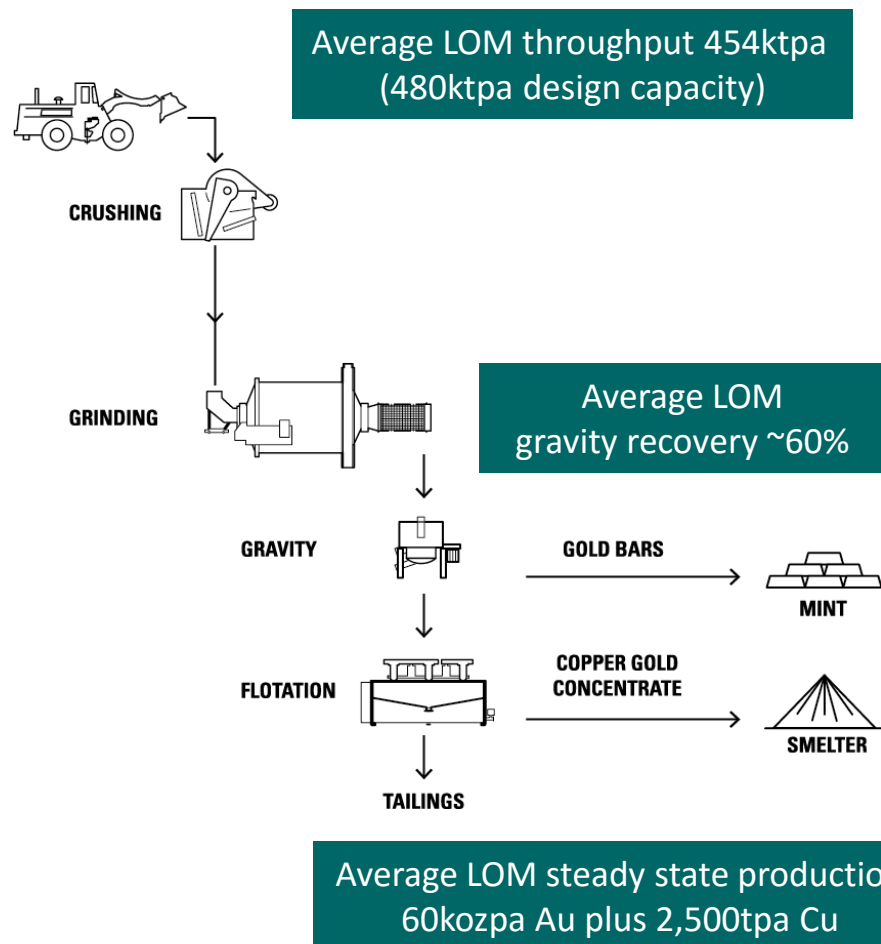 Average LOM throughput 454ktpa
(480ktpa design capacity)
CRUSHING
GRINDING
Average LOM
gravity recovery ~60%
GRAVITY
GOLD BARS
MINT
FLOTATION
COPPER GOLD
CONCENTRATE
SMELTER
TAILINGS
Average LOM steady state productio
60kozpa Au plus 2,500tpa Cu